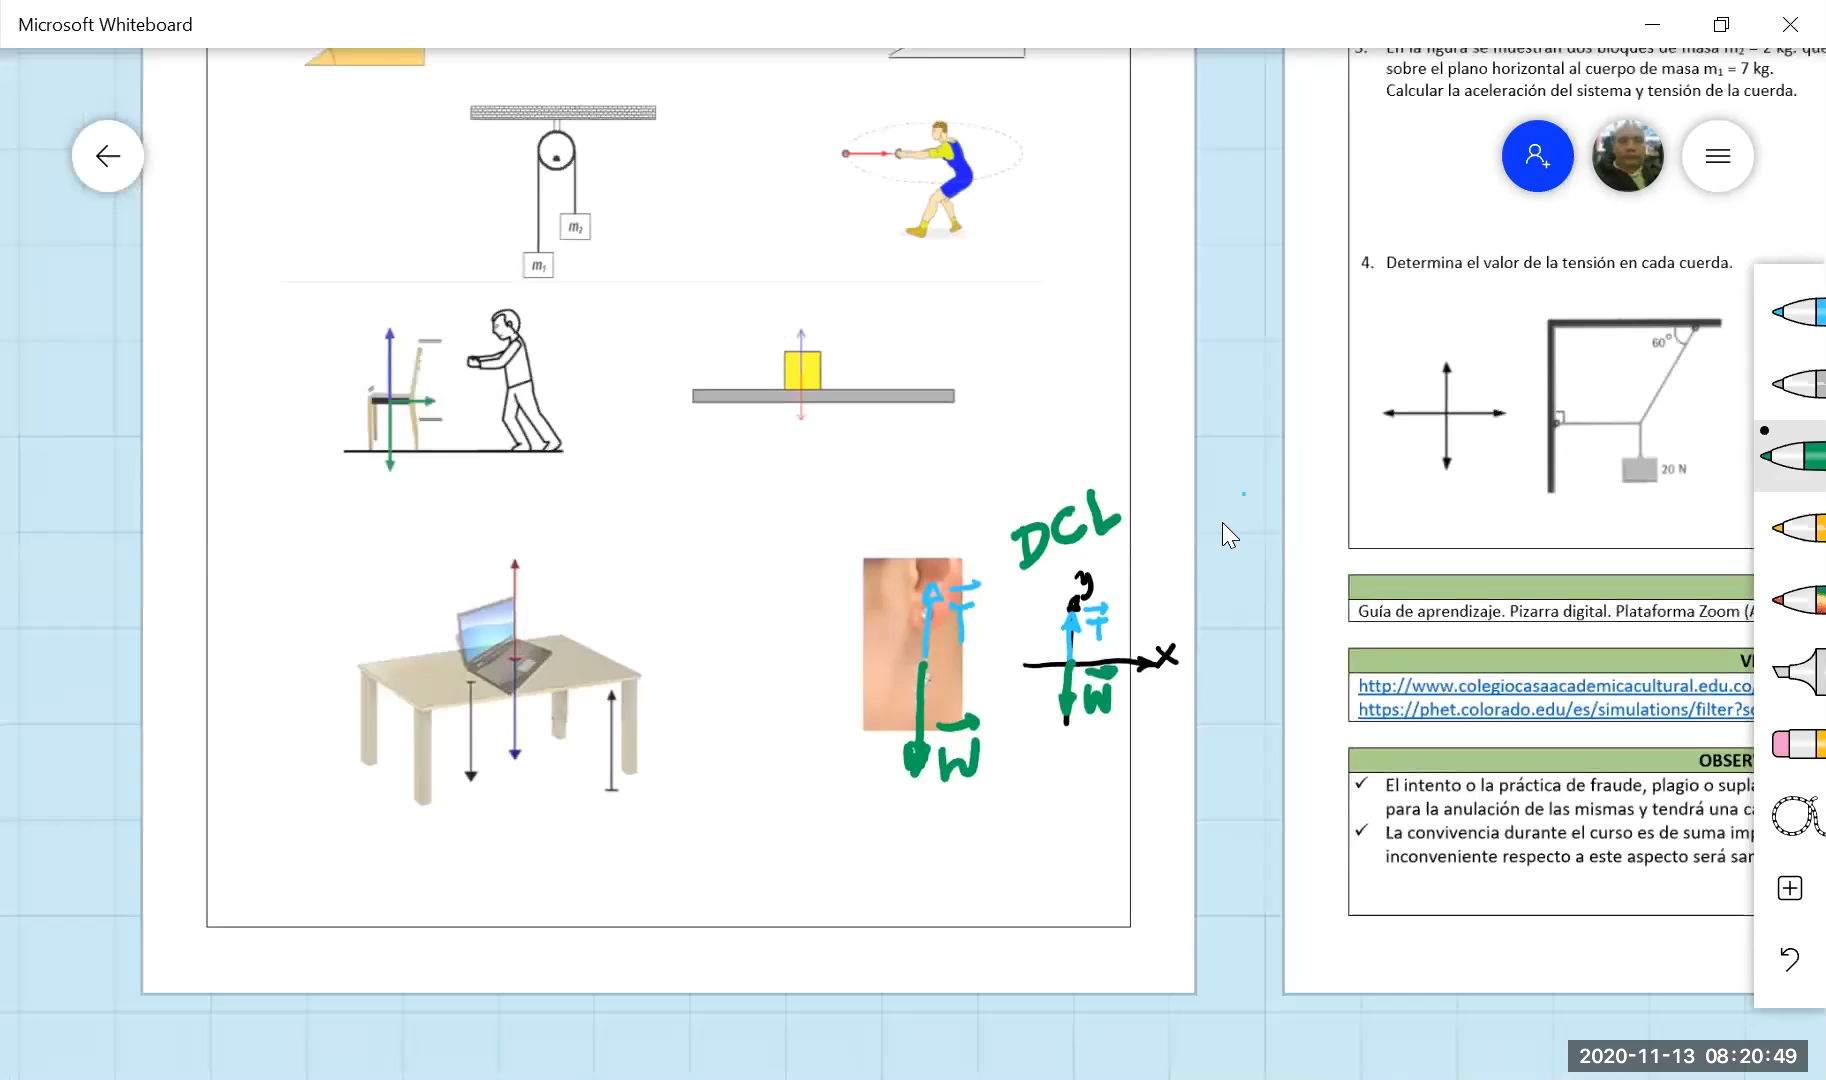 Microsoft Whiteboard
m₂
m₁
DCL
y
T
T
x
W
W
sobre el plano horizontal al cuerpo de masa m₁ = 7 kg.
Calcular la aceleración del sistema y tensión de la cuerda.
4. Determina el valor de la tensión en cada cuerda.
60°
20 N
Guía de aprendizaje. Pizarra digital. Plataforma Zoom (
http://www.colegiocasaacademicacultural.edu.co
https://phet.colorado.edu/es/simulations/filter?s
OBSER
✓ El intento o la práctica de fraude, plagio o supl
para la anulación de las mismas y tendrá una c
✓ La convivencia durante el curso es de suma im
inconveniente respecto a este aspecto será sa
2020-11-13 08:20:49